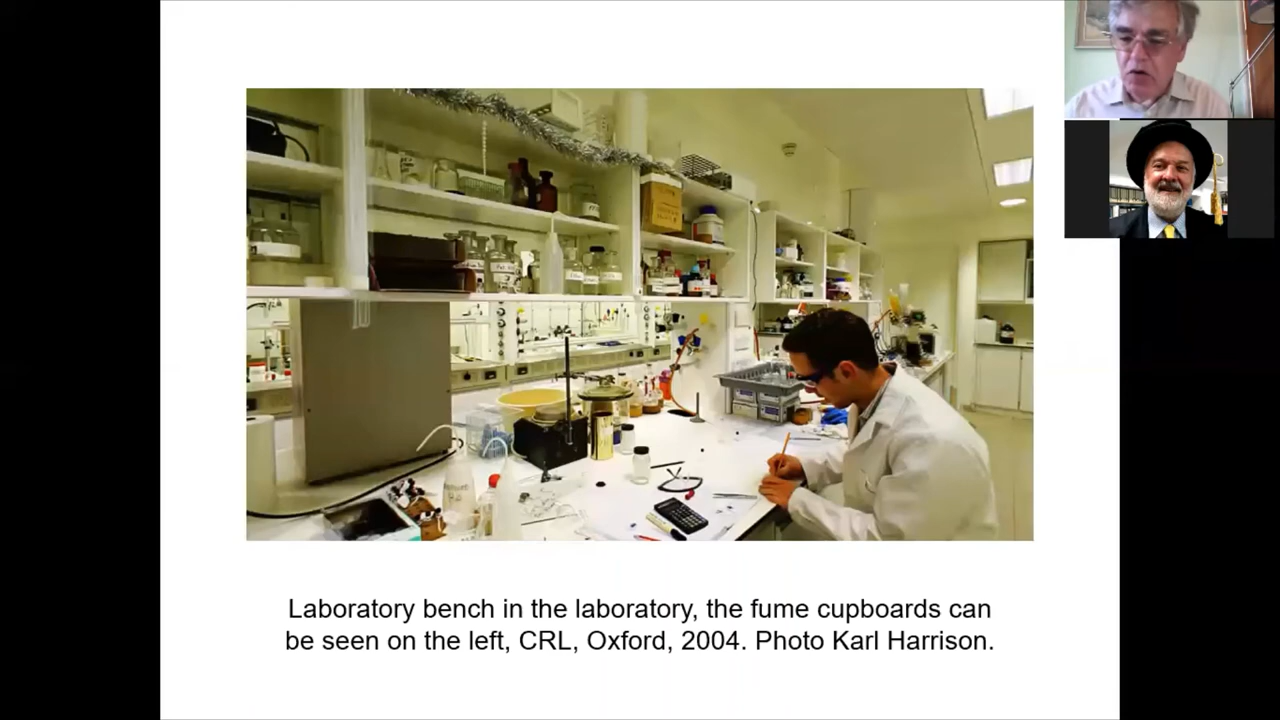 Laboratory bench in the laboratory, the fume cupboards can
be seen on the left, CRL, Oxford, 2004. Photo Karl Harrison.